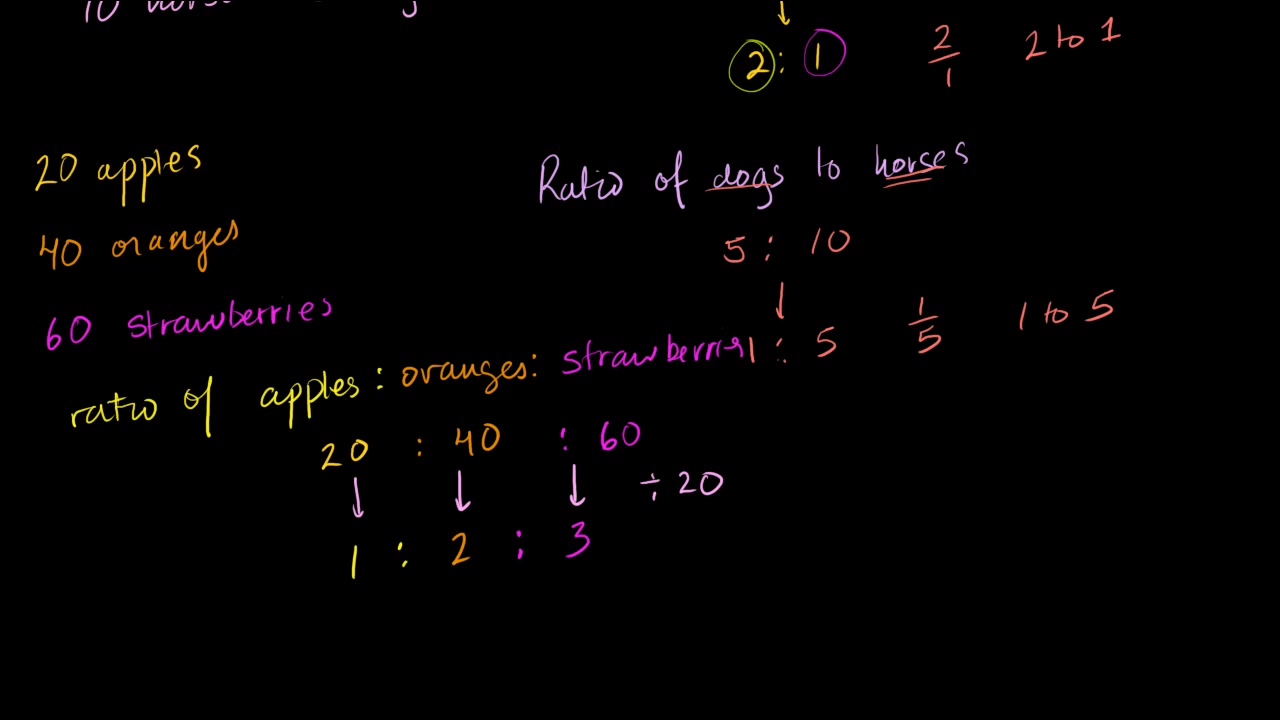 10
2 : 1 2/1 2 to 1
20 apples
40 oranges
60 strawberries
Ratio of dogs to horses
5 : 10
1 : 5 1/5 1 to 5
ratio of apples : oranges : strawberries
20 : 40 : 60
÷ 20
1 : 2 : 3